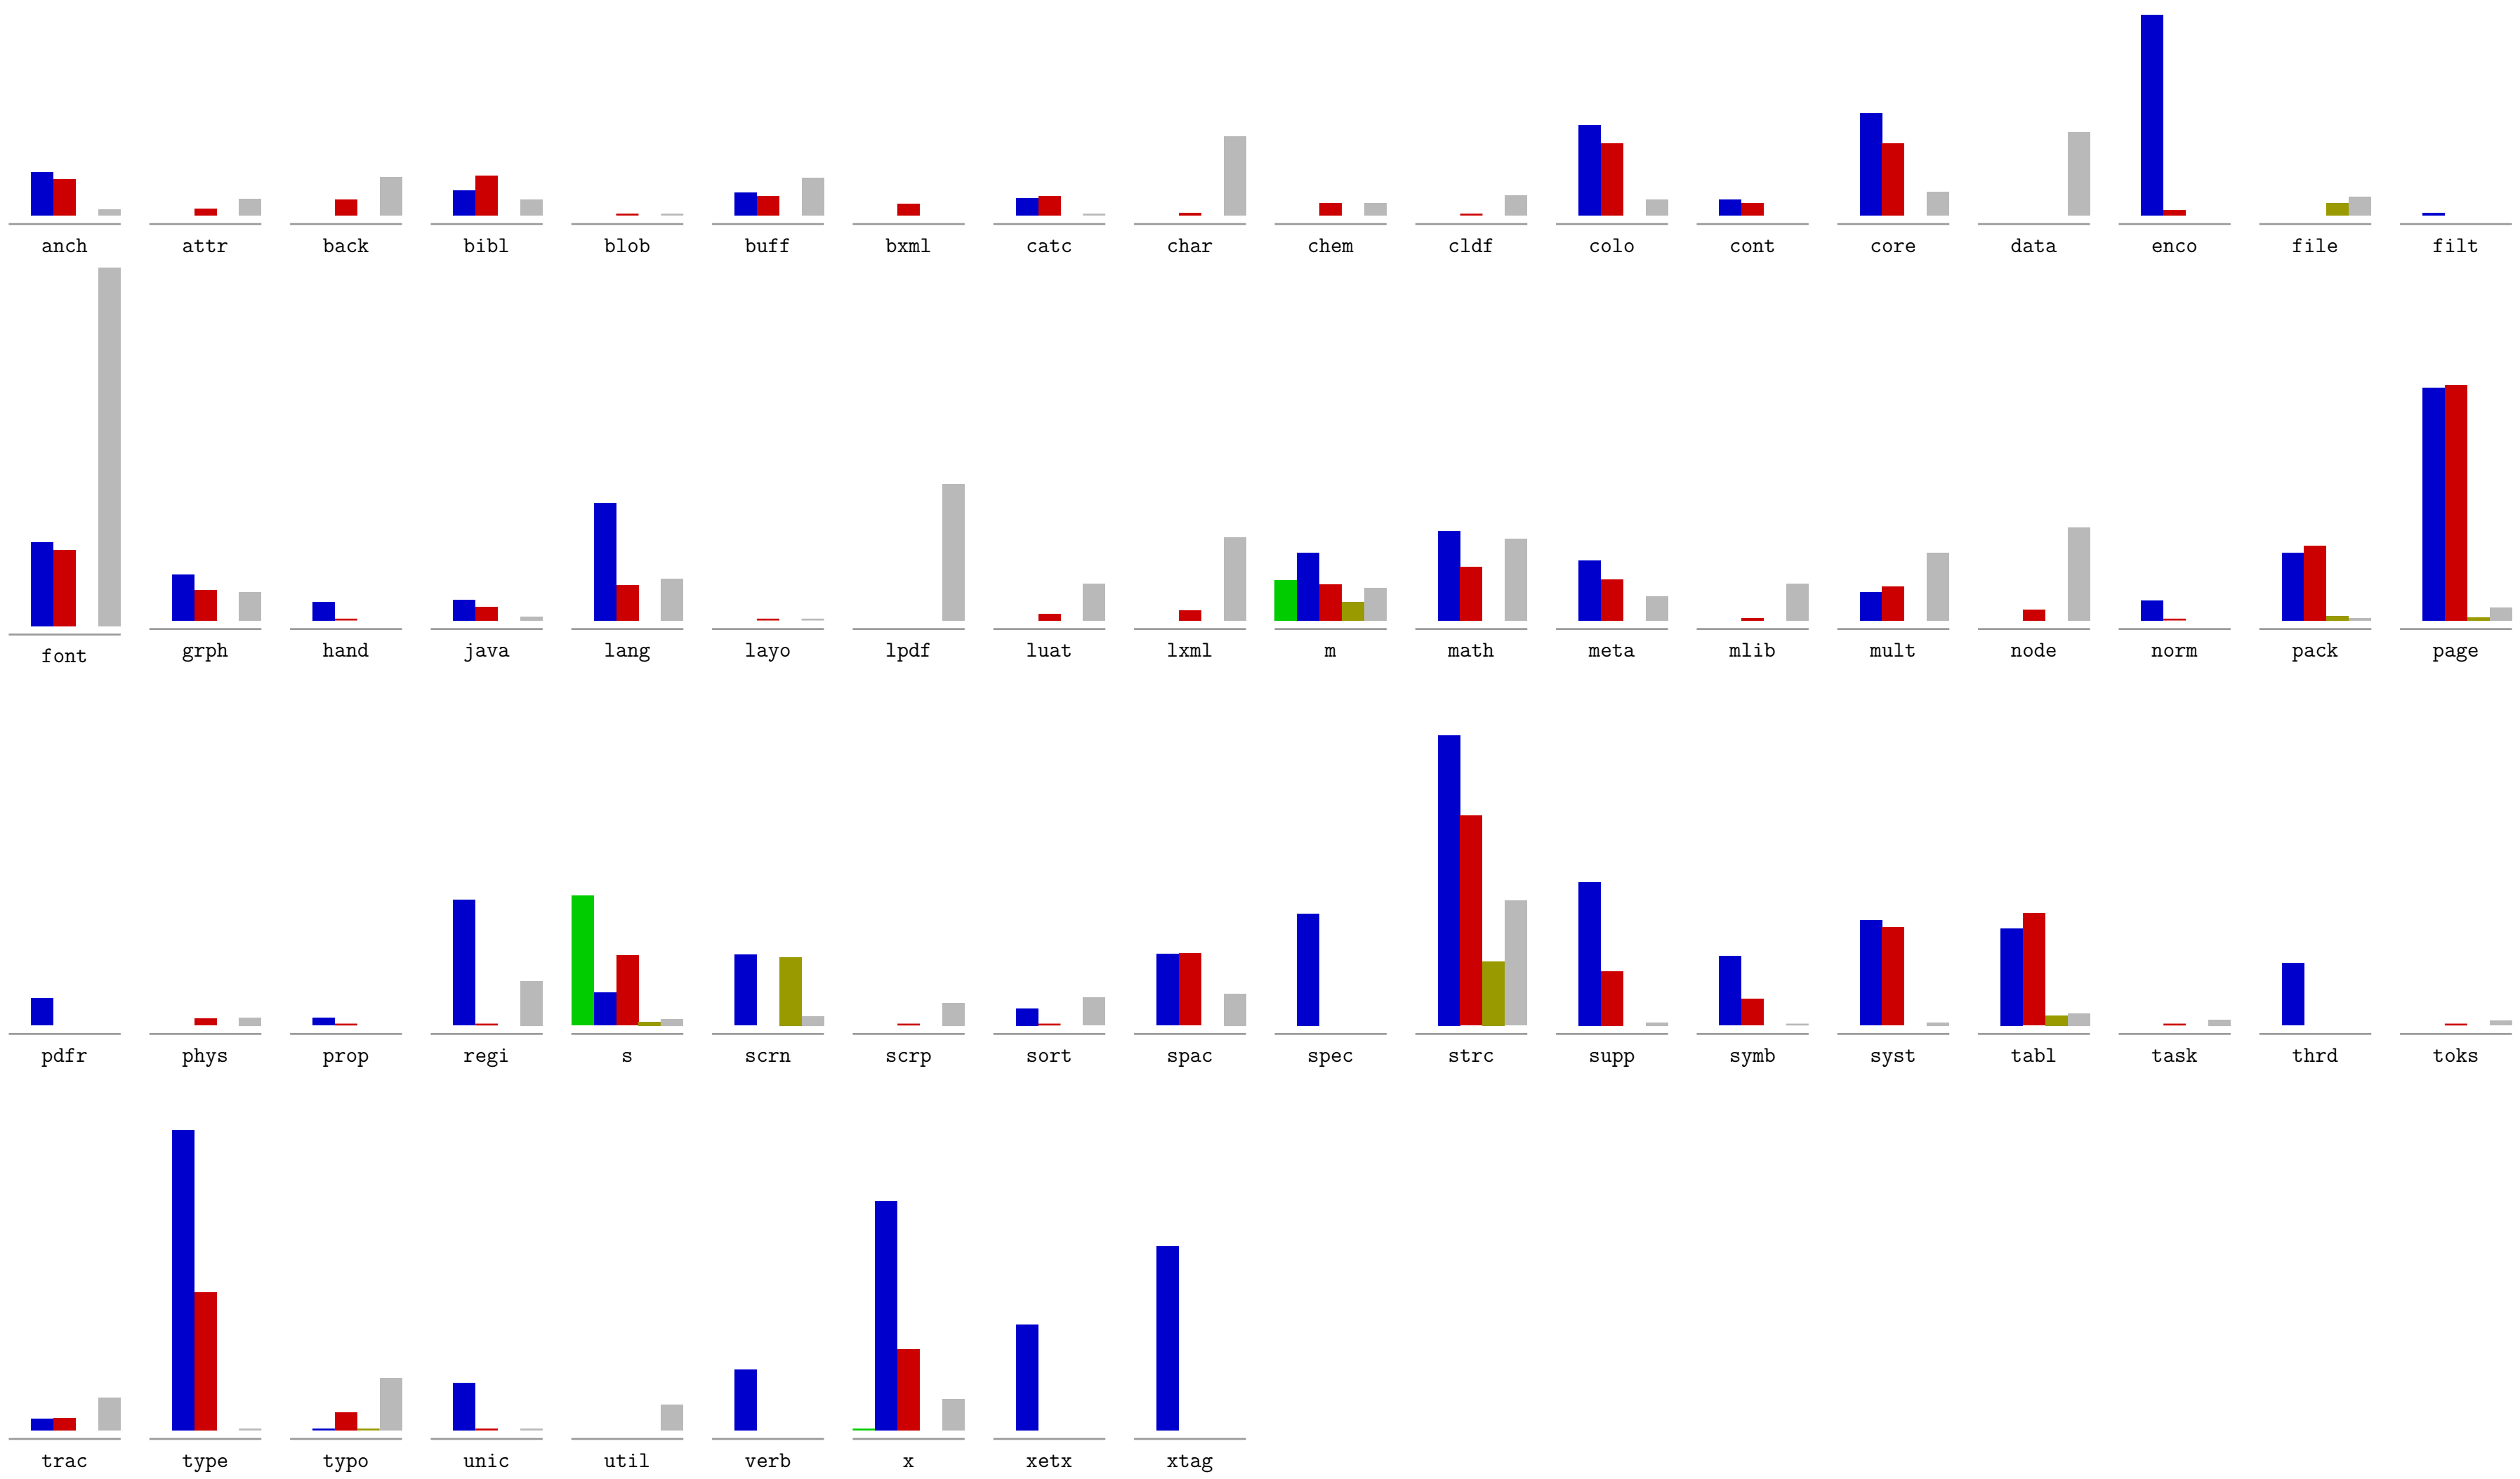 anch attr back bibl blob buff bxml catc char chem cldf colo cont core data enco file filt
font grph hand java lang layo lpdf luat lxml m math meta mlib mult node norm pack page
pdfr phys prop regi s scrn scrp sort spac spec strc supp symb syst tabl task thrd toks
trac type typo unic util verb x xetx xtag